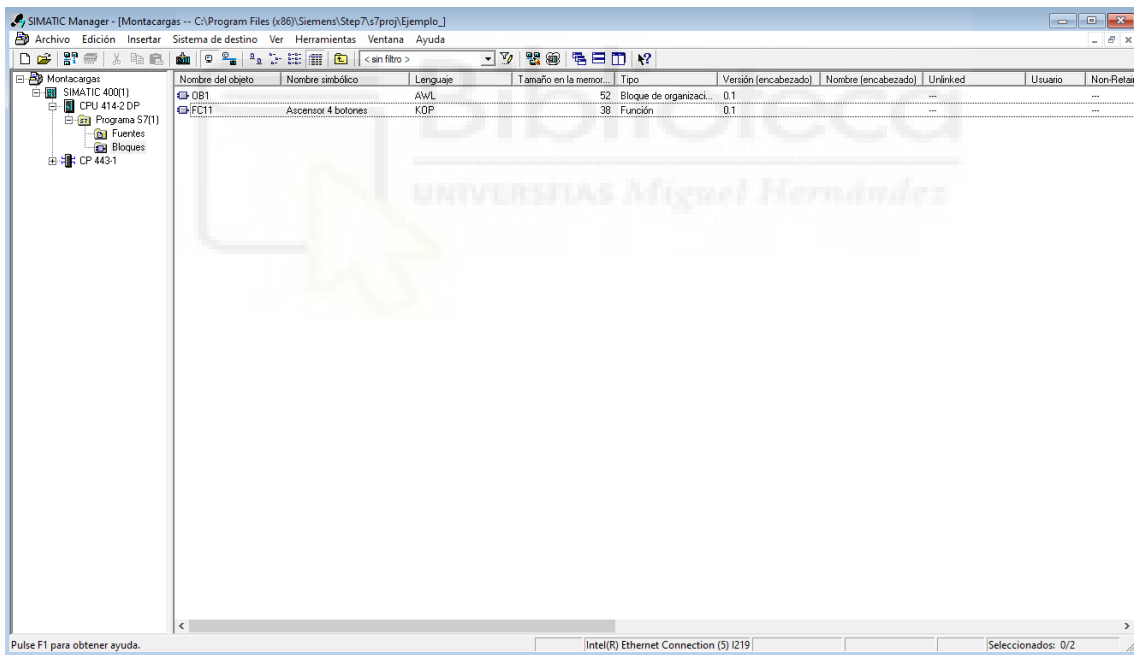 SIMATIC Manager - [Montacargas -- C:\Program Files (x86)\Siemens\Step7\s7proj\Ejemplo_]
Archivo Edición Insertar Sistema de destino Ver Herramientas Ventana Ayuda
< sin filtro >
Montacargas
SIMATIC 400(1)
CPU 414-2 DP
Programa S7(1)
Fuentes
Bloques
CP 443-1
Nombre del objeto Nombre simbólico Lenguaje Tamaño en la memor... Tipo Versión (encabezado) Nombre (encabezado) Unlinked Usuario Non-Retai
OB1 AWL 52 Bloque de organizaci... 0.1 --- ---
FC11 Ascensor 4 botones KOP 38 Función 0.1 --- ---
Biblioteca
UNIVERSITAS Miguel Hernández
Pulse F1 para obtener ayuda. Intel(R) Ethernet Connection (5) I219 Seleccionados: 0/2